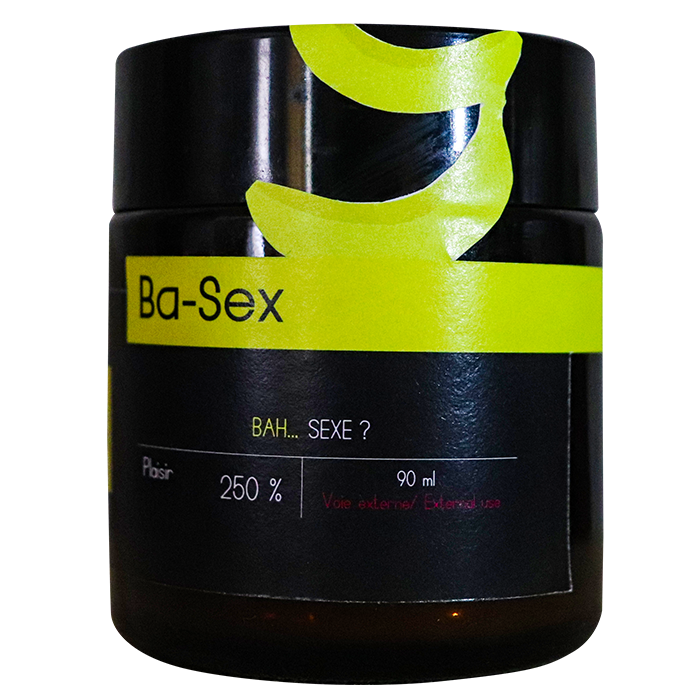 Ba-Sex
BAH... SEXE ?
Plaisir
250 %
90 ml
Voie externe/ External use